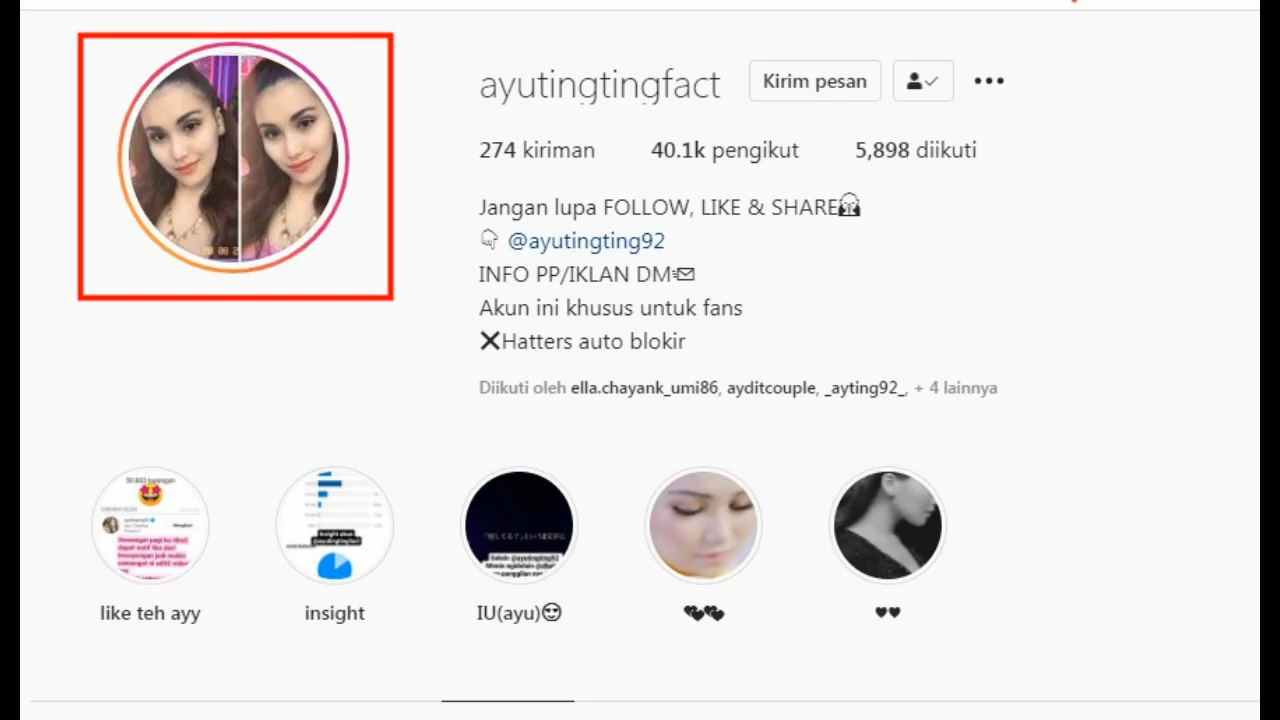 ayutingtingfact Kirim pesan
274 kiriman 40.1k pengikut 5,898 diikuti
Jangan lupa FOLLOW, LIKE & SHARE
@ayutingting92
INFO PP/IKLAN DM
Akun ini khusus untuk fans
❌Hatters auto blokir
Diikuti oleh ella.chayank_umi86, ayditcouple, _ayting92_, + 4 lainnya
like teh ayy
insight
IU(ayu)😍